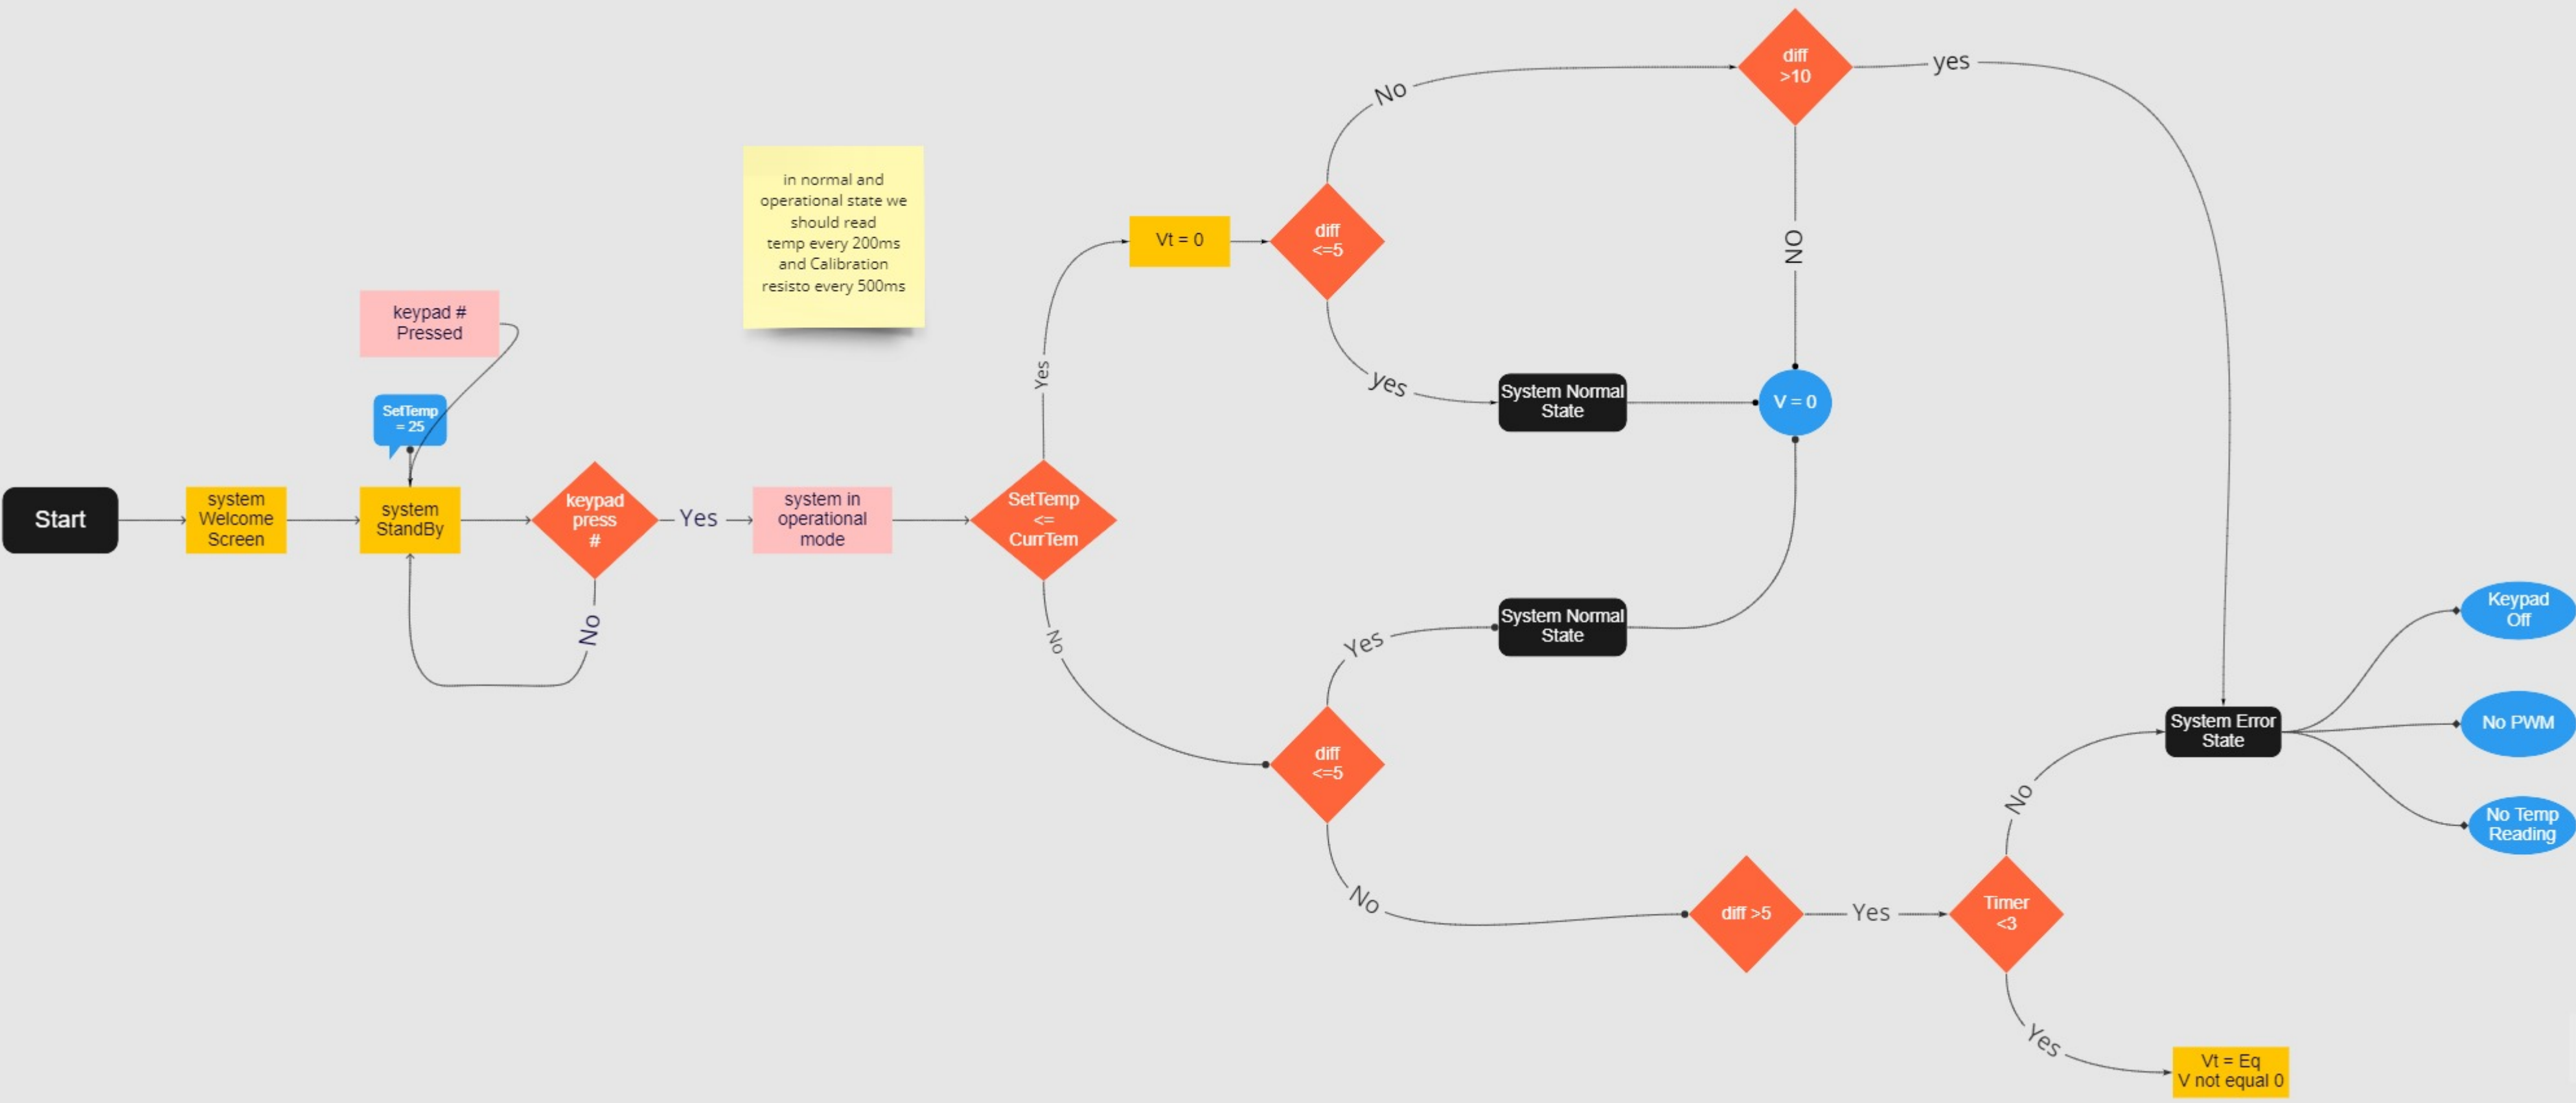 diff
>10
yes
No
in normal and
operational state we
should read
temp every 200ms
and Calibration
resisto every 500ms
Vt = 0
diff
<=5
NO
keypad #
Pressed
Yes
yes
System Normal
State
V = 0
SetTemp
= 25
Start
system
Welcome
Screen
system
StandBy
keypad
press
#
Yes
system in
operational
mode
SetTemp
<=
CurrTem
No
No
Yes
System Normal
State
Keypad
Off
System Error
State
No PWM
diff
<=5
No
No Temp
Reading
No
diff >5
Yes
Timer
<3
Yes
Vt = Eq
V not equal 0